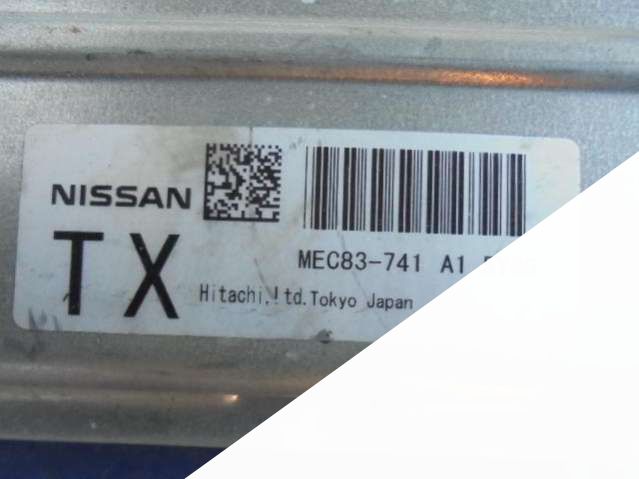 NISSAN
TX
MEC83-741 A1
Hitachi,Ltd.Tokyo Japan